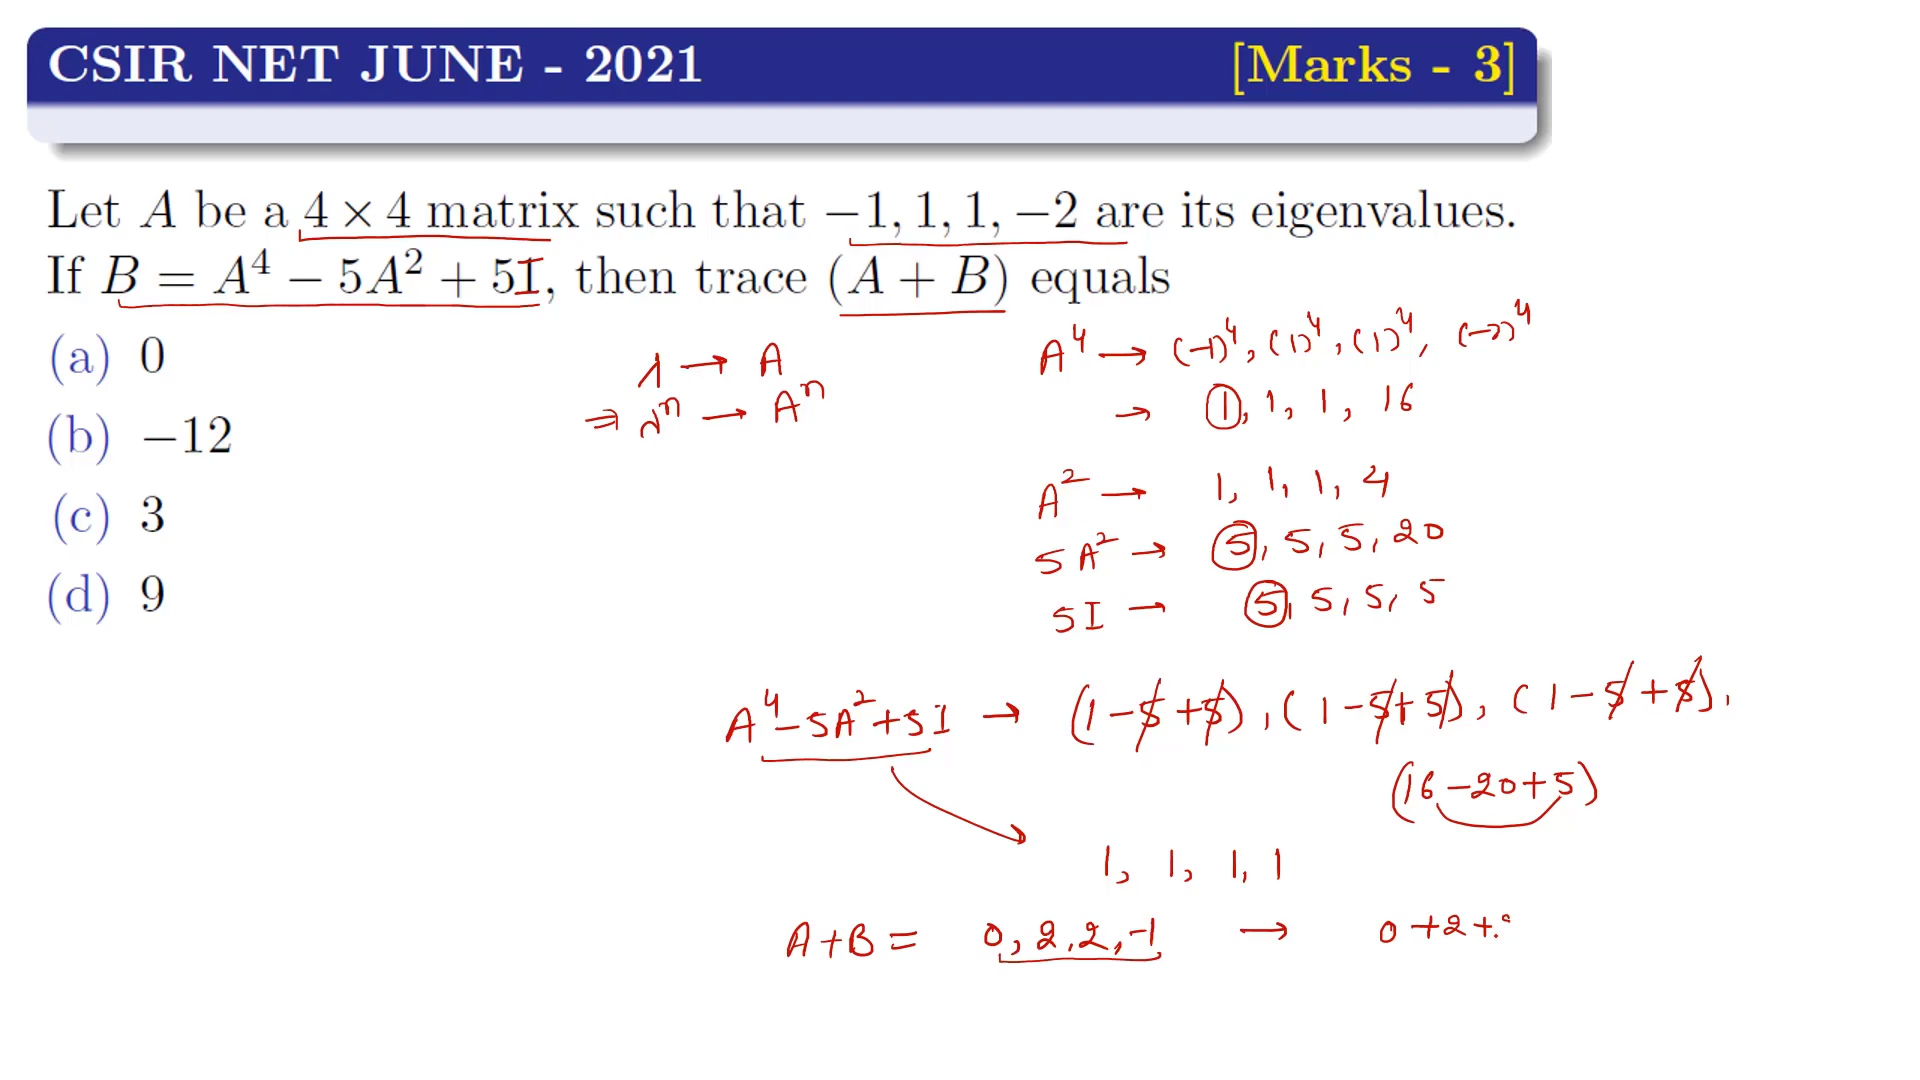 CSIR NET JUNE - 2021 [Marks - 3]
Let A be a 4 × 4 matrix such that −1, 1, 1, −2 are its eigenvalues.
If B = A⁴ − 5A² + 5I, then trace (A + B) equals
(a) 0
(b) −12
(c) 3
(d) 9
λ → A
⇒ λⁿ → Aⁿ
A⁴ → (-1)⁴, (1)⁴, (1)⁴, (-2)⁴
→ 1, 1, 1, 16
A² → 1, 1, 1, 4
5A² → 5, 5, 5, 20
5I → 5, 5, 5, 5
A⁴-5A²+5I → (1-5+5), (1-5+5), (1-5+5),
(16-20+5)
1, 1, 1, 1
A+B = 0, 2, 2, -1 → 0+2+